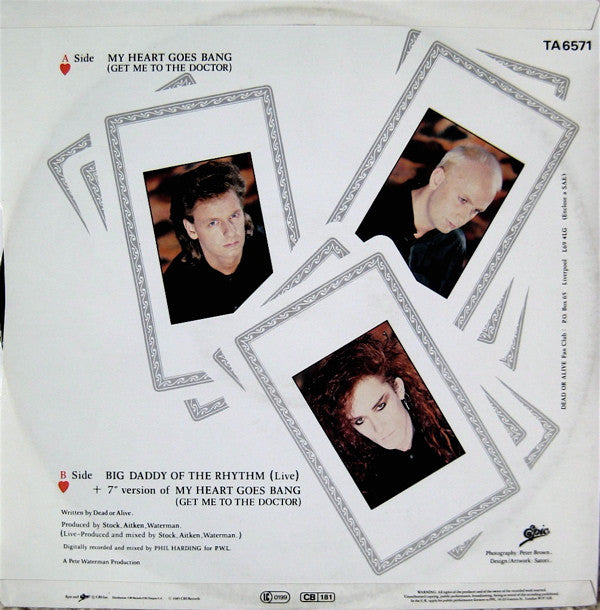 TA6571
A Side MY HEART GOES BANG
(GET ME TO THE DOCTOR)
DEAD OR ALIVE Fan Club : P.O. Box 65 Liverpool L69 4LG (Enclose a SAE)
B Side BIG DADDY OF THE RHYTHM (Live)
+ 7" version of MY HEART GOES BANG
(GET ME TO THE DOCTOR)
Written by Dead or Alive.
Produced by Stock, Aitken, Waterman.
(Live-Produced and mixed by Stock, Aitken, Waterman.)
Digitally recorded and mixed by PHIL HARDING for P.W.L.
A Pete Waterman Production
Epic
Photography: Peter Brown.
Design/Artwork: Satori.
0199
CB 181